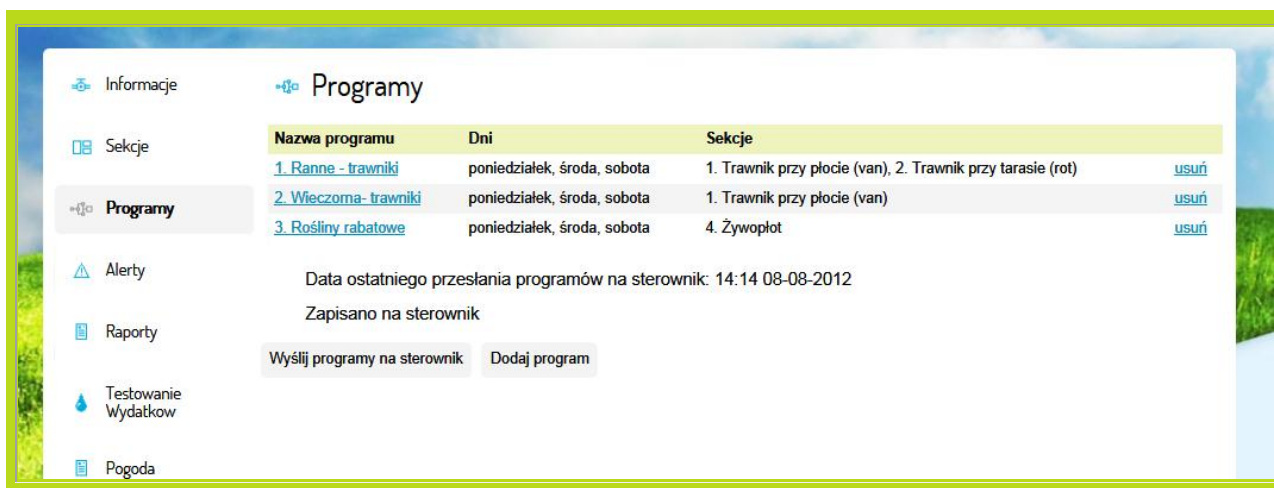 Informacje
Sekcje
Programy
Alerty
Raporty
Testowanie
Wydatkow
Pogoda
Programy
Nazwa programu Dni Sekcje
1. Ranne - trawniki poniedziałek, środa, sobota 1. Trawnik przy płocie (van), 2. Trawnik przy tarasie (rot) usuń
2. Wieczorna- trawniki poniedziałek, środa, sobota 1. Trawnik przy płocie (van) usuń
3. Rośliny rabatowe poniedziałek, środa, sobota 4. Żywopłot usuń
Data ostatniego przesłania programów na sterownik: 14:14 08-08-2012
Zapisano na sterownik
Wyślij programy na sterownik Dodaj program